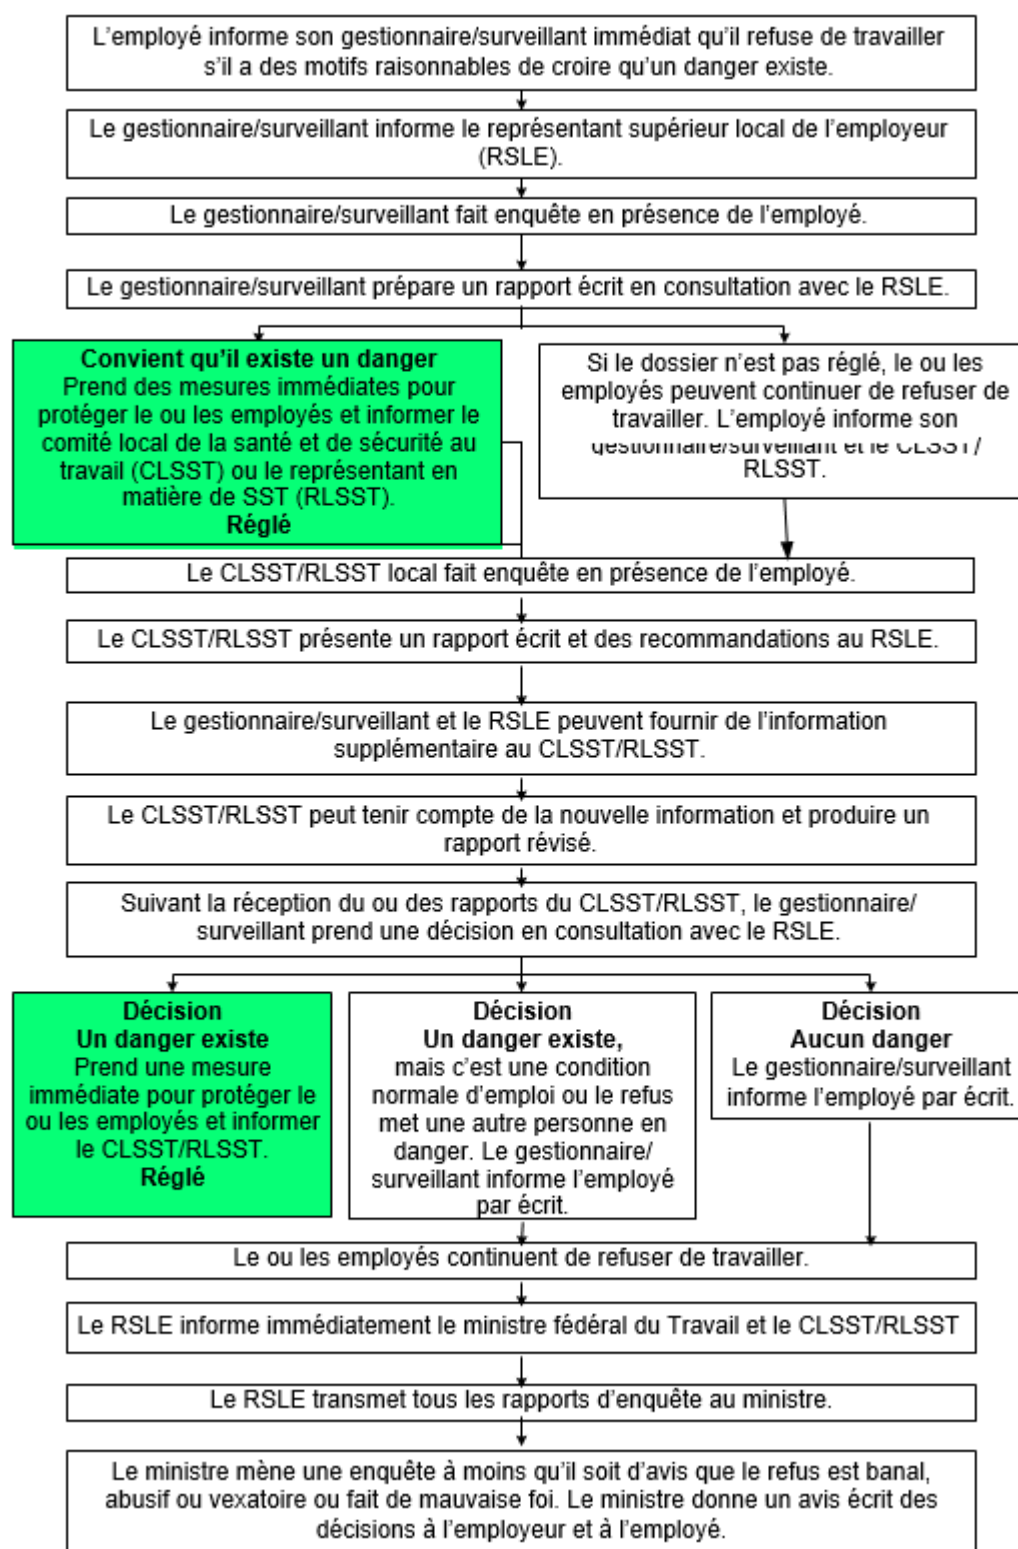 L'employé informe son gestionnaire/surveillant immédiat qu'il refuse de travailler
s'il a des motifs raisonnables de croire qu'un danger existe.
Le gestionnaire/surveillant informe le représentant supérieur local de l'employeur
(RSLE).
Le gestionnaire/surveillant fait enquête en présence de l'employé.
Le gestionnaire/surveillant prépare un rapport écrit en consultation avec le RSLE.
Convient qu'il existe un danger
Prend des mesures immédiates pour
protéger le ou les employés et informer le
comité local de la santé et de sécurité au
travail (CLSST) ou le représentant en
matière de SST (RLSST).
Réglé
Si le dossier n'est pas réglé, le ou les
employés peuvent continuer de refuser de
travailler. L'employé informe son
gestionnaire/surveillant et le CLSST/
RLSST.
Le CLSST/RLSST local fait enquête en présence de l'employé.
Le CLSST/RLSST présente un rapport écrit et des recommandations au RSLE.
Le gestionnaire/surveillant et le RSLE peuvent fournir de l'information
supplémentaire au CLSST/RLSST.
Le CLSST/RLSST peut tenir compte de la nouvelle information et produire un
rapport révisé.
Suivant la réception du ou des rapports du CLSST/RLSST, le gestionnaire/
surveillant prend une décision en consultation avec le RSLE.
Décision
Un danger existe
Prend une mesure
immédiate pour protéger le
ou les employés et informer
le CLSST/RLSST.
Réglé
Décision
Un danger existe,
mais c'est une condition
normale d'emploi ou le refus
met une autre personne en
danger. Le gestionnaire/
surveillant informe l'employé
par écrit.
Décision
Aucun danger
Le gestionnaire/surveillant
informe l'employé par écrit.
Le ou les employés continuent de refuser de travailler.
Le RSLE informe immédiatement le ministre fédéral du Travail et le CLSST/RLSST
Le RSLE transmet tous les rapports d'enquête au ministre.
Le ministre mène une enquête à moins qu'il soit d'avis que le refus est banal,
abusif ou vexatoire ou fait de mauvaise foi. Le ministre donne un avis écrit des
décisions à l'employeur et à l'employé.